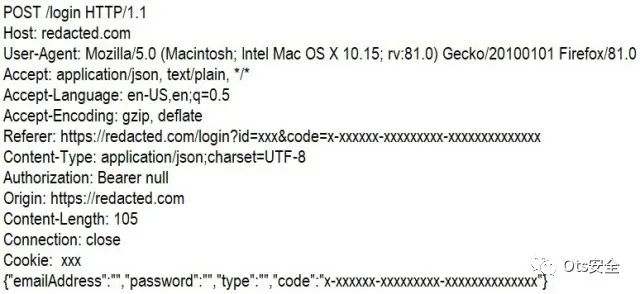 POST /login HTTP/1.1
Host: redacted.com
User-Agent: Mozilla/5.0 (Macintosh; Intel Mac OS X 10.15; rv:81.0) Gecko/20100101 Firefox/81.0
Accept: application/json, text/plain, */*
Accept-Language: en-US,en;q=0.5
Accept-Encoding: gzip, deflate
Referer: https://redacted.com/login?id=xxx&code=x-xxxxxx-xxxxxxxxx-xxxxxxxxxxxxxx
Content-Type: application/json;charset=UTF-8
Authorization: Bearer null
Origin: https://redacted.com
Content-Length: 105
Connection: close
Cookie: xxx
{"emailAddress":"","password":"","type":"","code":"x-xxxxxx-xxxxxxxxx-xxxxxxxxxxxxxx"}
Ots安全